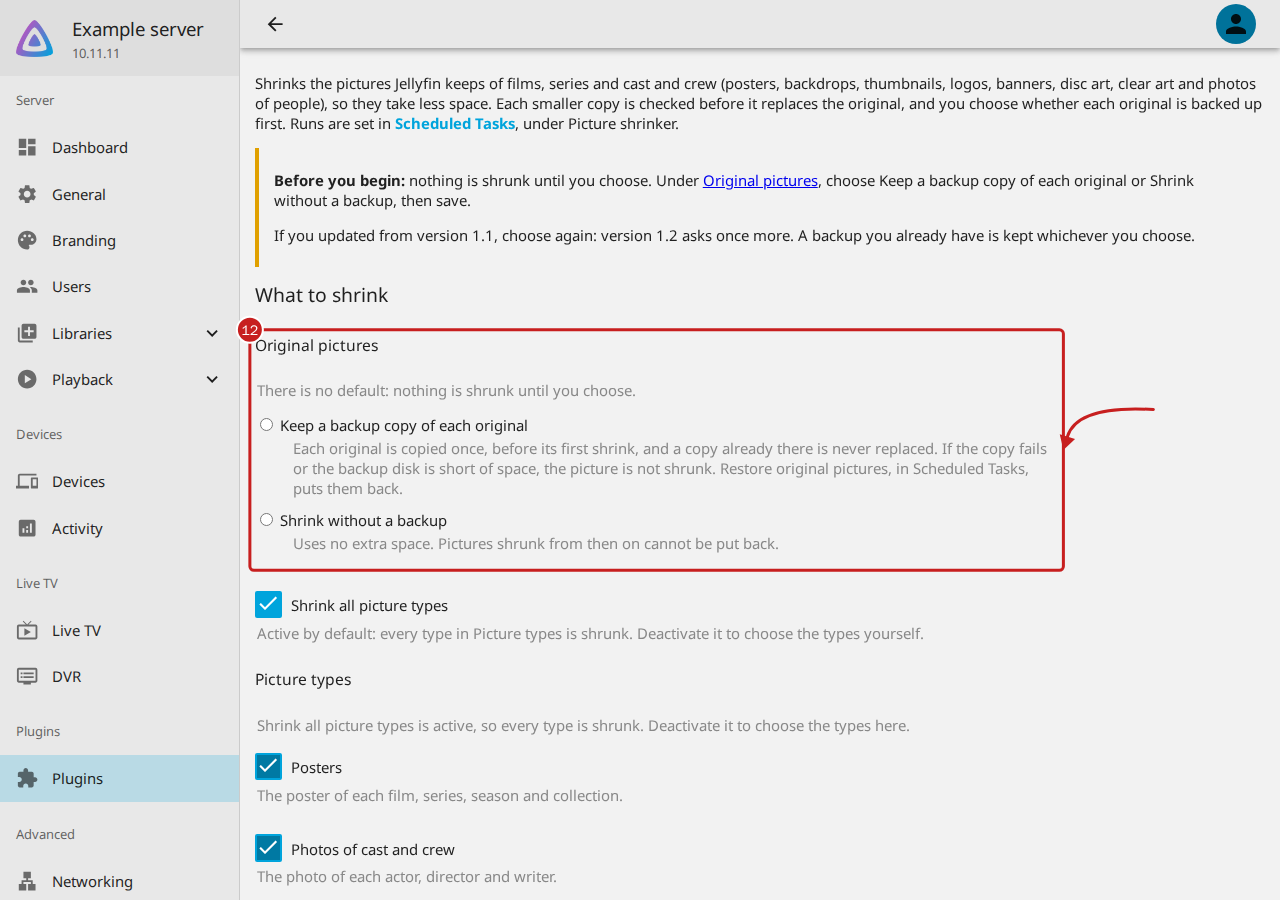 Example server
10.11.11
Server
Dashboard
General
Branding
Users
Libraries
Playback
Devices
Devices
Activity
Live TV
Live TV
DVR
Plugins
Plugins
Advanced
Networking
Shrinks the pictures Jellyfin keeps of films, series and cast and crew (posters, backdrops, thumbnails, logos, banners, disc art, clear art and photos
of people), so they take less space. Each smaller copy is checked before it replaces the original, and you choose whether each original is backed up
first. Runs are set in Scheduled Tasks, under Picture shrinker.
Before you begin: nothing is shrunk until you choose. Under Original pictures, choose Keep a backup copy of each original or Shrink
without a backup, then save.
If you updated from version 1.1, choose again: version 1.2 asks once more. A backup you already have is kept whichever you choose.
What to shrink
12
Original pictures
There is no default: nothing is shrunk until you choose.
Keep a backup copy of each original
Each original is copied once, before its first shrink, and a copy already there is never replaced. If the copy fails
or the backup disk is short of space, the picture is not shrunk. Restore original pictures, in Scheduled Tasks,
puts them back.
Shrink without a backup
Uses no extra space. Pictures shrunk from then on cannot be put back.
Shrink all picture types
Active by default: every type in Picture types is shrunk. Deactivate it to choose the types yourself.
Picture types
Shrink all picture types is active, so every type is shrunk. Deactivate it to choose the types here.
Posters
The poster of each film, series, season and collection.
Photos of cast and crew
The photo of each actor, director and writer.